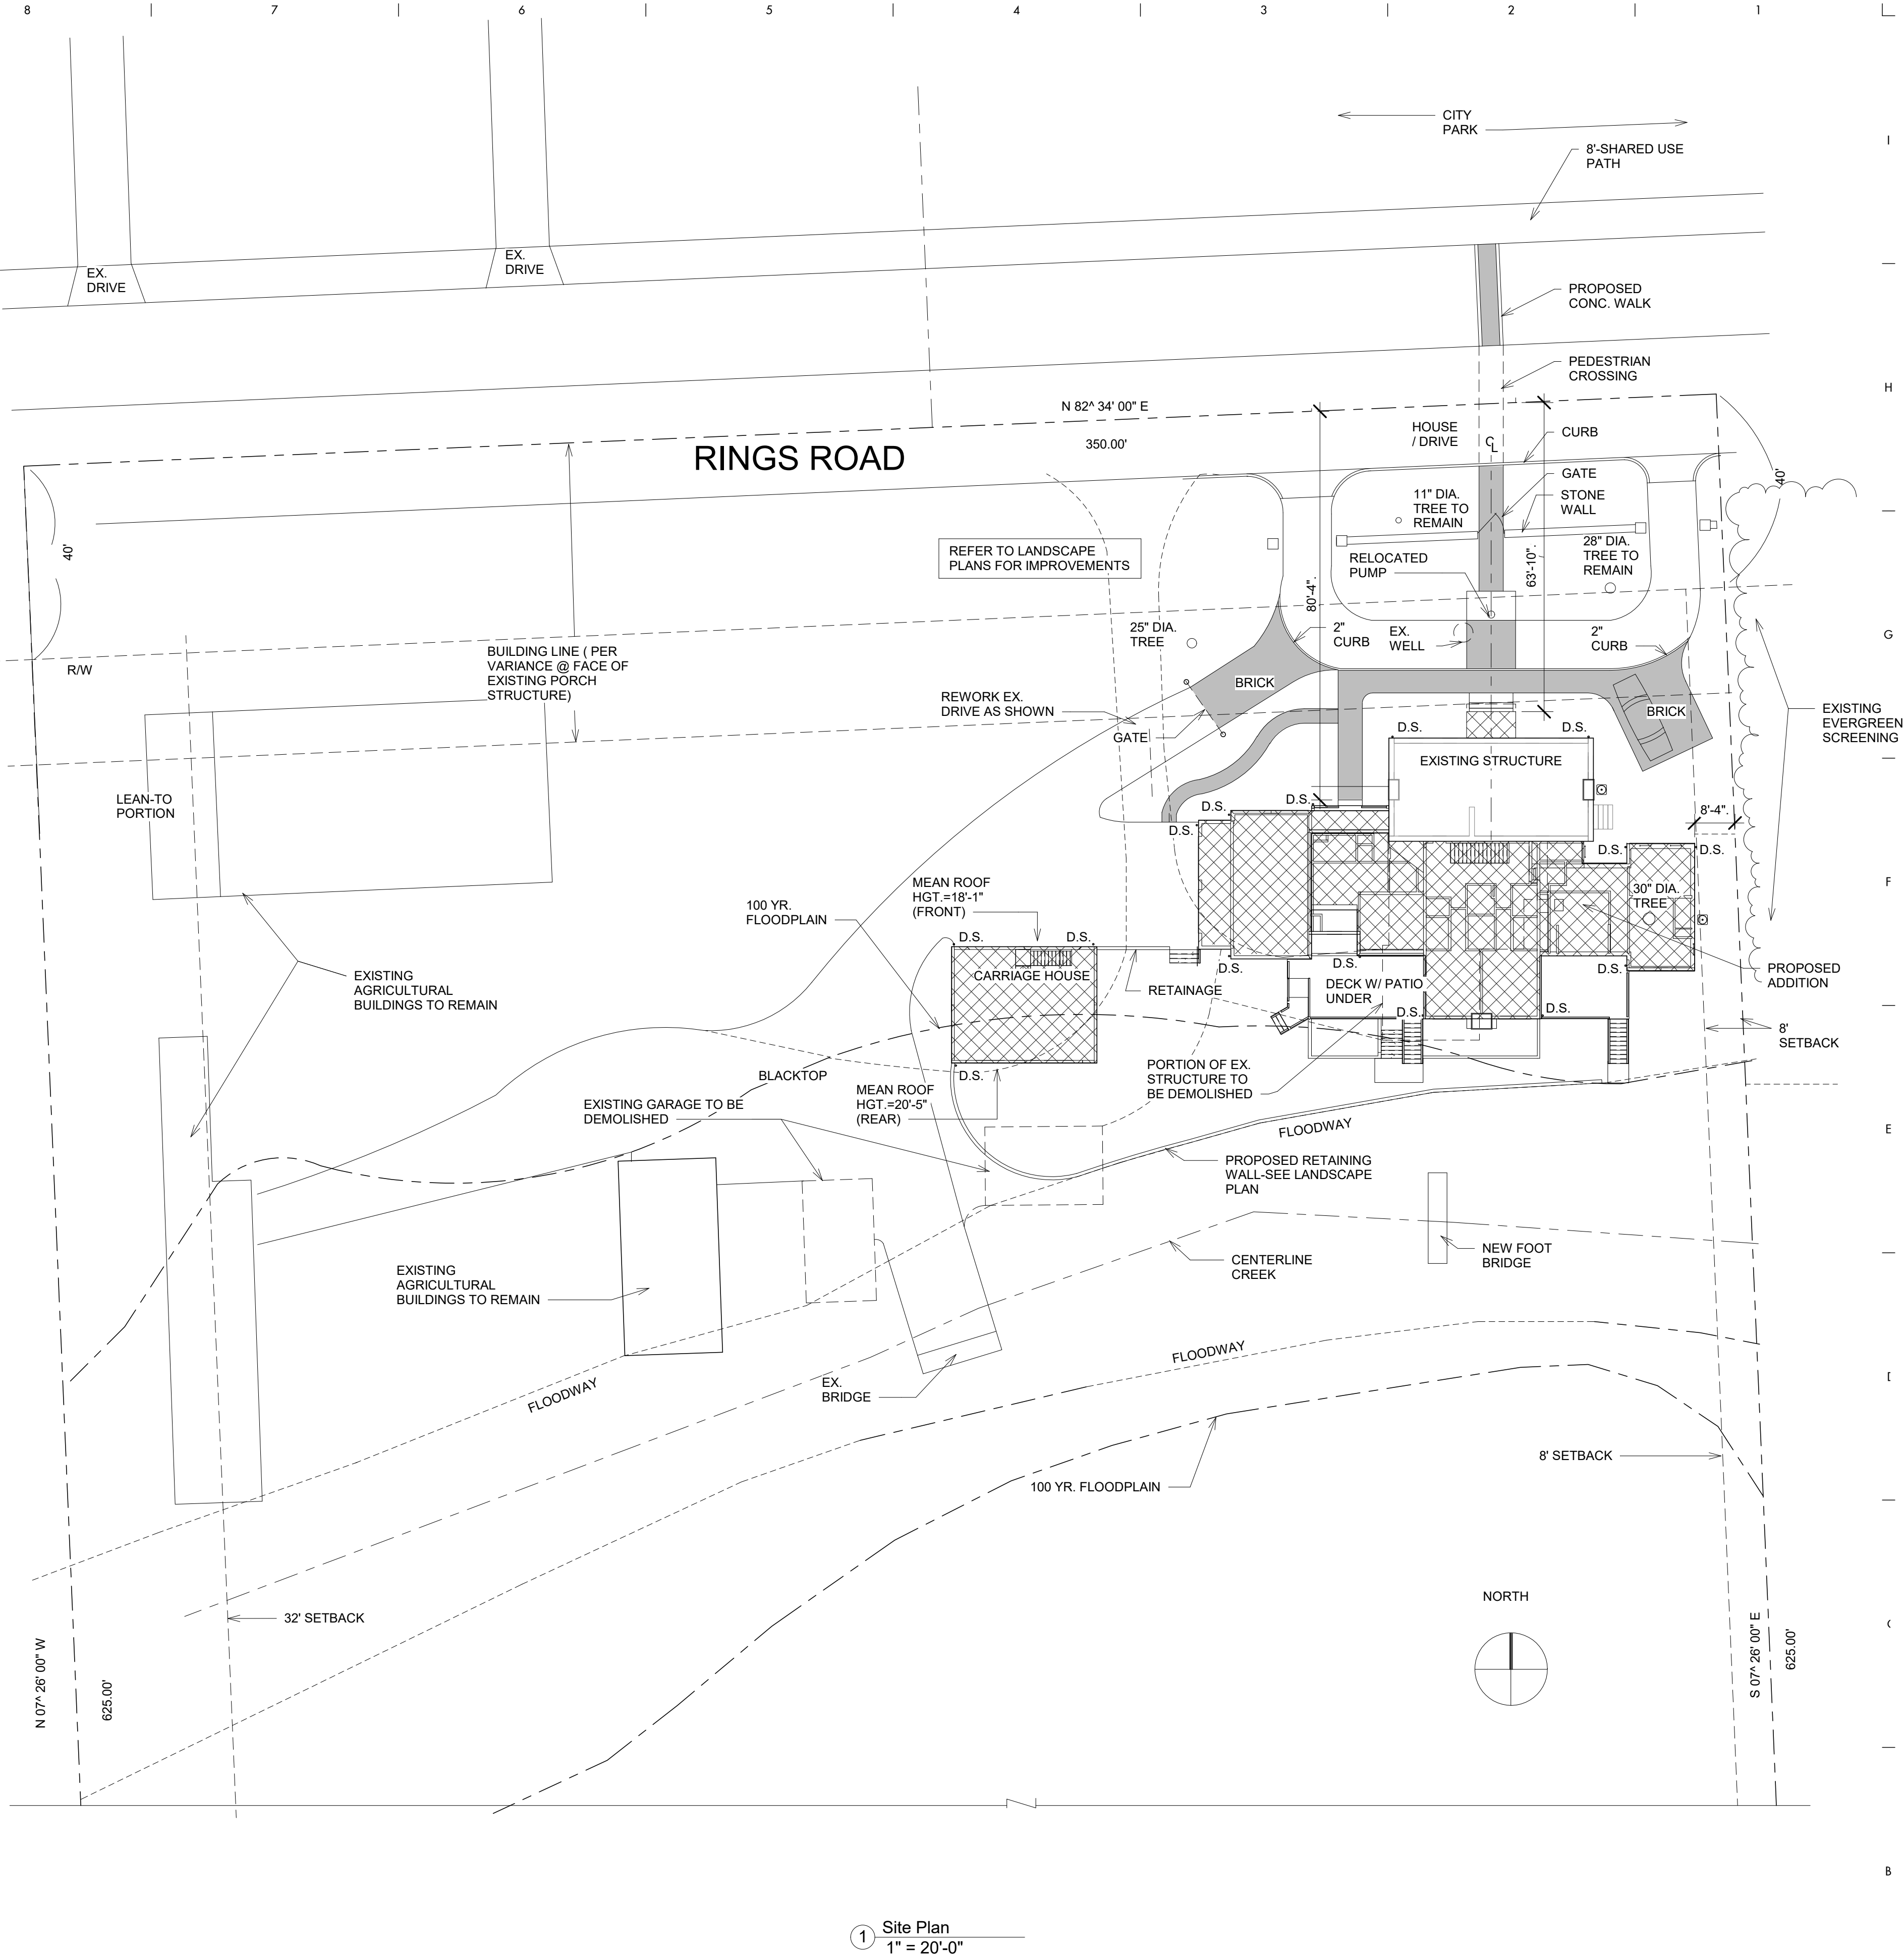 8 7 6 5 4 3 2 1
CITY
PARK
I
8'-SHARED USE
PATH
EX.
DRIVE
EX.
DRIVE
PROPOSED
CONC. WALK
PEDESTRIAN
CROSSING
H
N 82^ 34' 00" E
350.00'
RINGS ROAD
HOUSE
/ DRIVE
CL
CURB
GATE
STONE
WALL
40'
11" DIA.
TREE TO
REMAIN
28" DIA.
TREE TO
REMAIN
40'
REFER TO LANDSCAPE
PLANS FOR IMPROVEMENTS
RELOCATED
PUMP
63'-10".
80'-4".
25" DIA.
TREE
2"
CURB
EX.
WELL
2"
CURB
G
R/W
BUILDING LINE ( PER
VARIANCE @ FACE OF
EXISTING PORCH
STRUCTURE)
BRICK
REWORK EX.
DRIVE AS SHOWN
GATE
BRICK
EXISTING
EVERGREEN
SCREENING
D.S.
D.S.
EXISTING STRUCTURE
LEAN-TO
PORTION
D.S.
D.S.
8'-4".
D.S.
D.S.
D.S.
MEAN ROOF
HGT.=18'-1"
(FRONT)
30" DIA.
TREE
F
100 YR.
FLOODPLAIN
D.S.
D.S.
CARRIAGE HOUSE
D.S.
D.S.
D.S.
EXISTING
AGRICULTURAL
BUILDINGS TO REMAIN
RETAINAGE
DECK W/ PATIO
UNDER
D.S.
D.S.
PROPOSED
ADDITION
8'
SETBACK
BLACKTOP
D.S.
MEAN ROOF
HGT.=20'-5"
(REAR)
PORTION OF EX.
STRUCTURE TO
BE DEMOLISHED
EXISTING GARAGE TO BE
DEMOLISHED
FLOODWAY
E
PROPOSED RETAINING
WALL-SEE LANDSCAPE
PLAN
EXISTING
AGRICULTURAL
BUILDINGS TO REMAIN
CENTERLINE
CREEK
NEW FOOT
BRIDGE
FLOODWAY
EX.
BRIDGE
FLOODWAY
8' SETBACK
100 YR. FLOODPLAIN
NORTH
32' SETBACK
N 07^ 26' 00" W
625.00'
S 07^ 26' 00" E
625.00'
B
1 Site Plan
1" = 20'-0"